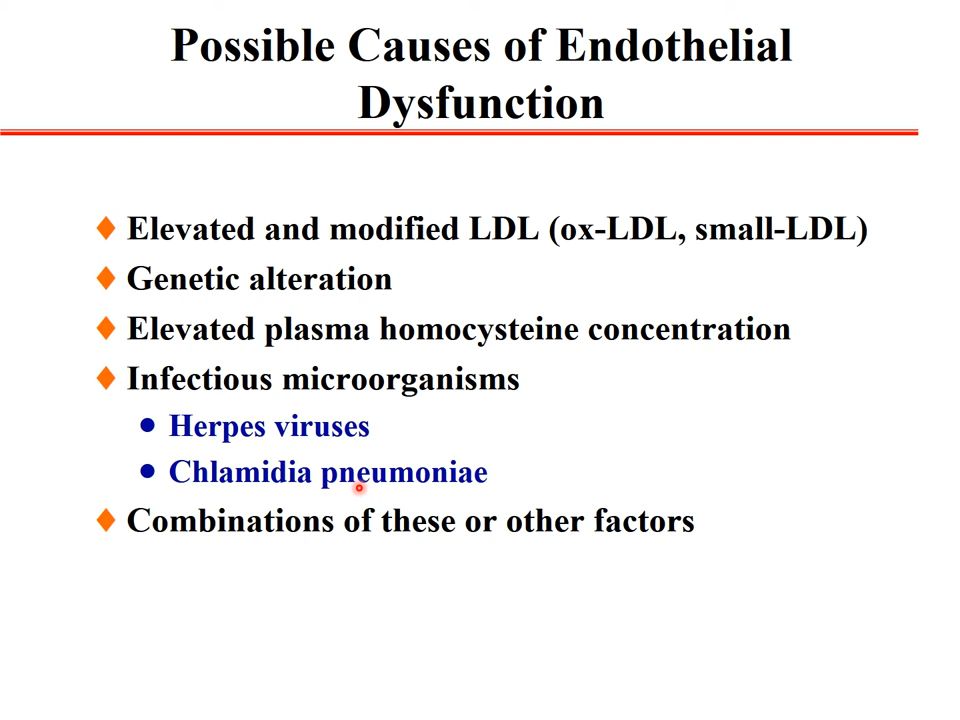 Possible Causes of Endothelial
Dysfunction
Elevated and modified LDL (ox-LDL, small-LDL)
Genetic alteration
Elevated plasma homocysteine concentration
Infectious microorganisms
Herpes viruses
Chlamidia pneumoniae
Combinations of these or other factors